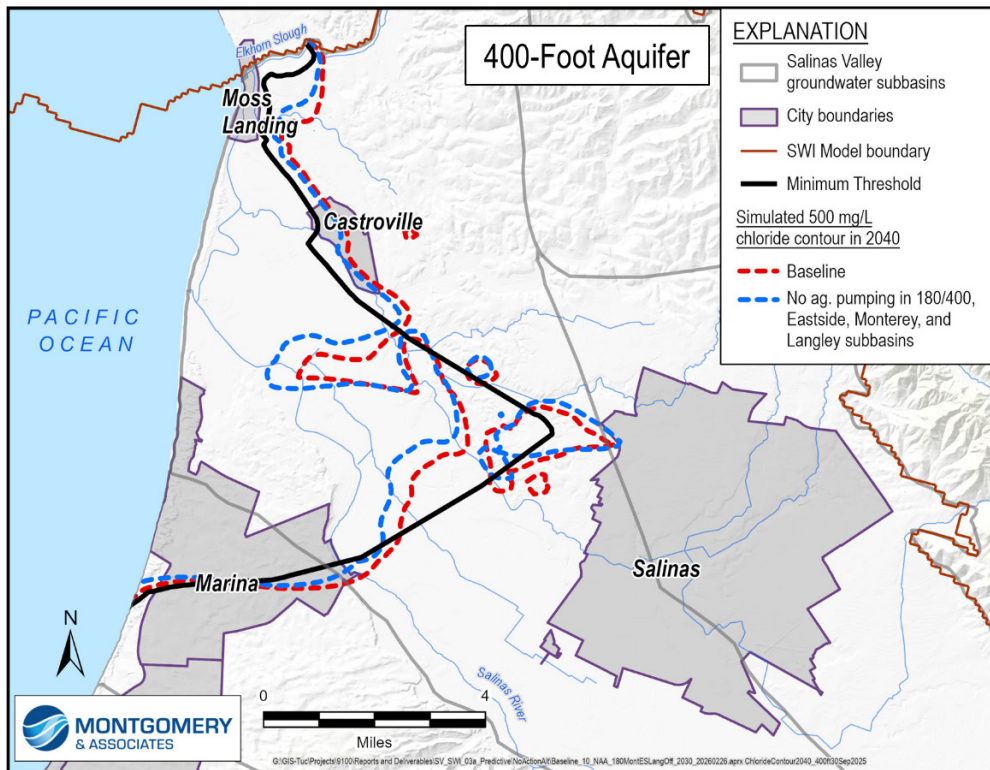 400-Foot Aquifer
EXPLANATION
Salinas Valley
groundwater subbasins
City boundaries
SWI Model boundary
Minimum Threshold
Simulated 500 mg/L
chloride contour in 2040
Baseline
No ag. pumping in 180/400,
Eastside, Monterey, and
Langley subbasins
Elkhorn Slough
Moss
Landing
Castroville
PACIFIC
OCEAN
Marina
Salinas
Salinas River
N
0 4
Miles
MONTGOMERY
& ASSOCIATES
G:\GIS-Tuc\Projects\9100\Reports and Deliverables\SV_SWI_03a_Predictive\NoActionAlt\Baseline_10_NAA_180MontESLangOff_2030_20260226.aprx ChlorideContour2040_400ft30Sep2025